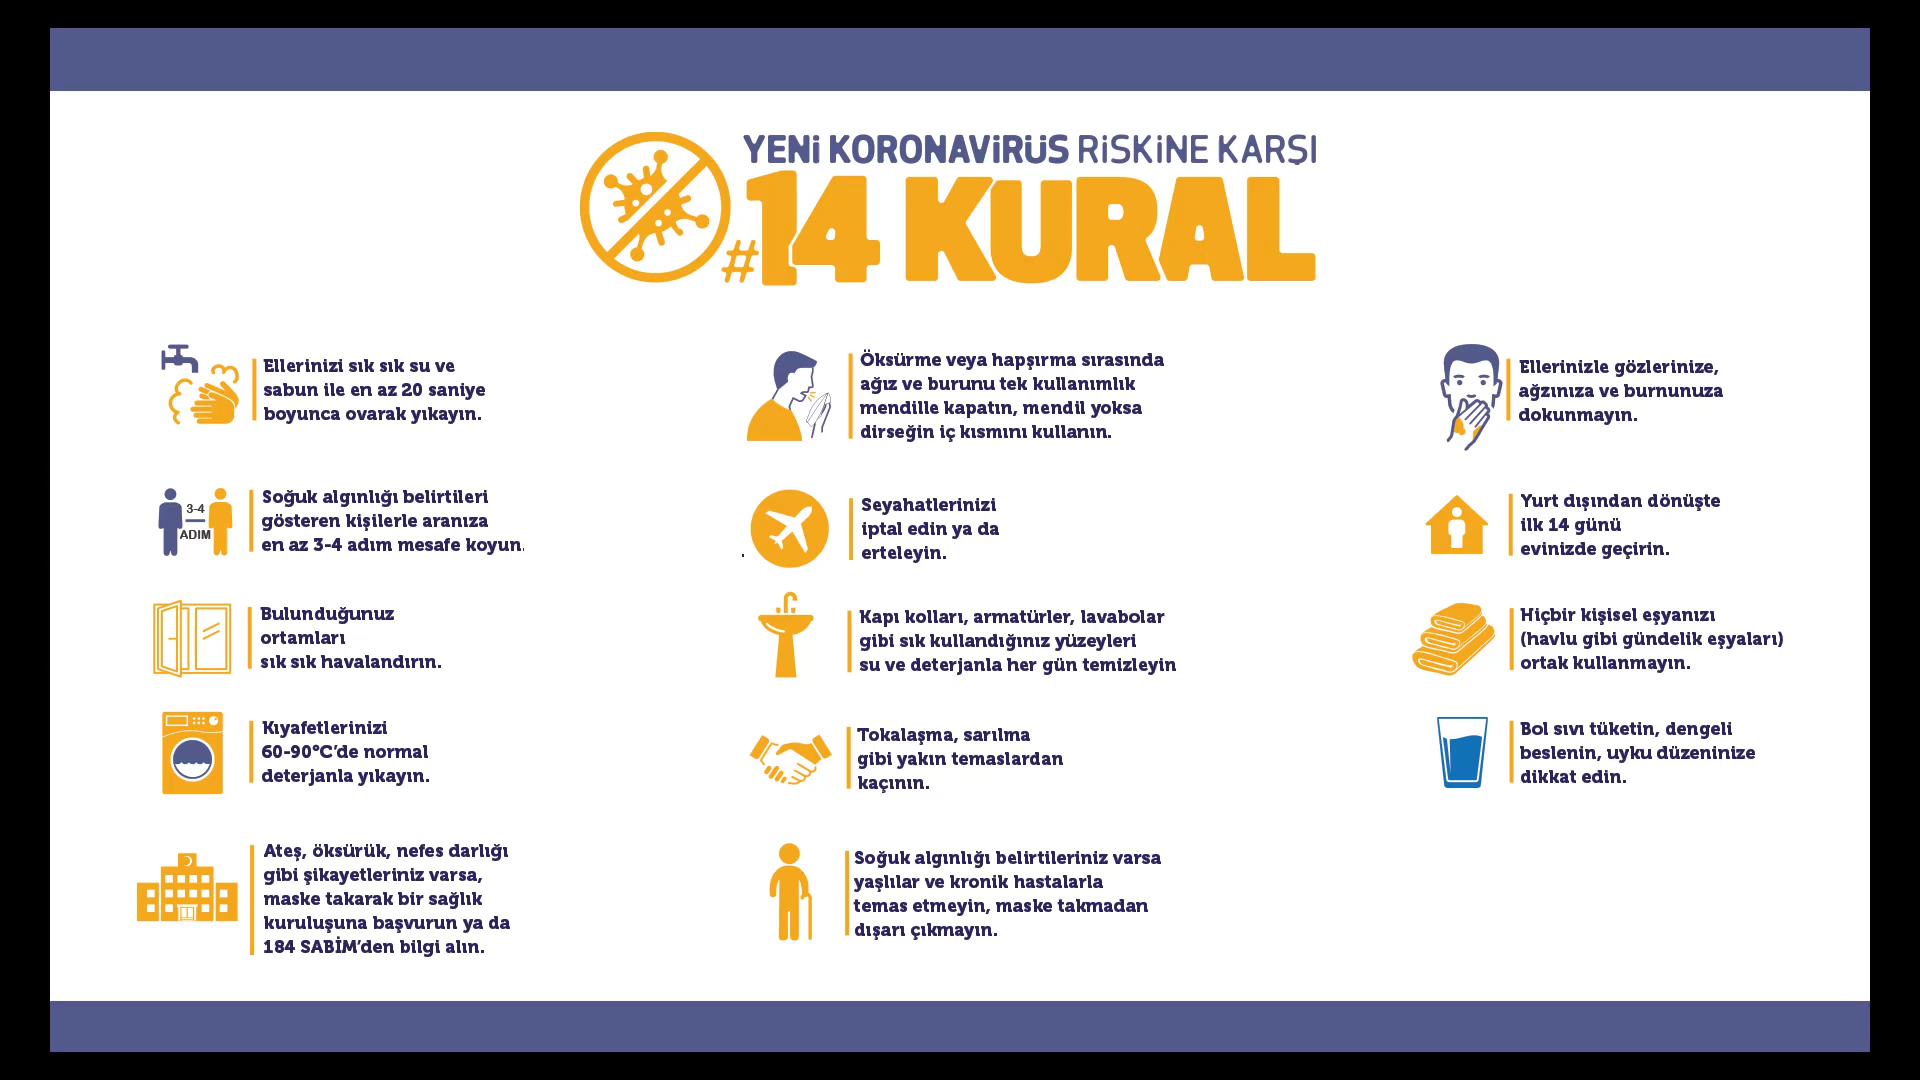 YENİ KORONAVİRÜS RİSKİNE KARŞI
#14 KURAL
Ellerinizi sık sık su ve
sabun ile en az 20 saniye
boyunca ovarak yıkayın.
Öksürme veya hapşırma sırasında
ağız ve burunu tek kullanımlık
mendille kapatın, mendil yoksa
dirseğin iç kısmını kullanın.
Ellerinizle gözlerinize,
ağzınıza ve burnunuza
dokunmayın.
3-4
ADIM
Soğuk algınlığı belirtileri
gösteren kişilerle aranıza
en az 3-4 adım mesafe koyun.
Seyahatlerinizi
iptal edin ya da
erteleyin.
Yurt dışından dönüşte
ilk 14 günü
evinizde geçirin.
Bulunduğunuz
ortamları
sık sık havalandırın.
Kapı kolları, armatürler, lavabolar
gibi sık kullandığınız yüzeyleri
su ve deterjanla her gün temizleyin
Hiçbir kişisel eşyanızı
(havlu gibi gündelik eşyaları)
ortak kullanmayın.
Kıyafetlerinizi
60-90°C'de normal
deterjanla yıkayın.
Tokalaşma, sarılma
gibi yakın temaslardan
kaçının.
Bol sıvı tüketin, dengeli
beslenin, uyku düzeninize
dikkat edin.
Ateş, öksürük, nefes darlığı
gibi şikayetleriniz varsa,
maske takarak bir sağlık
kuruluşuna başvurun ya da
184 SABİM'den bilgi alın.
Soğuk algınlığı belirtileriniz varsa
yaşlılar ve kronik hastalarla
temas etmeyin, maske takmadan
dışarı çıkmayın.